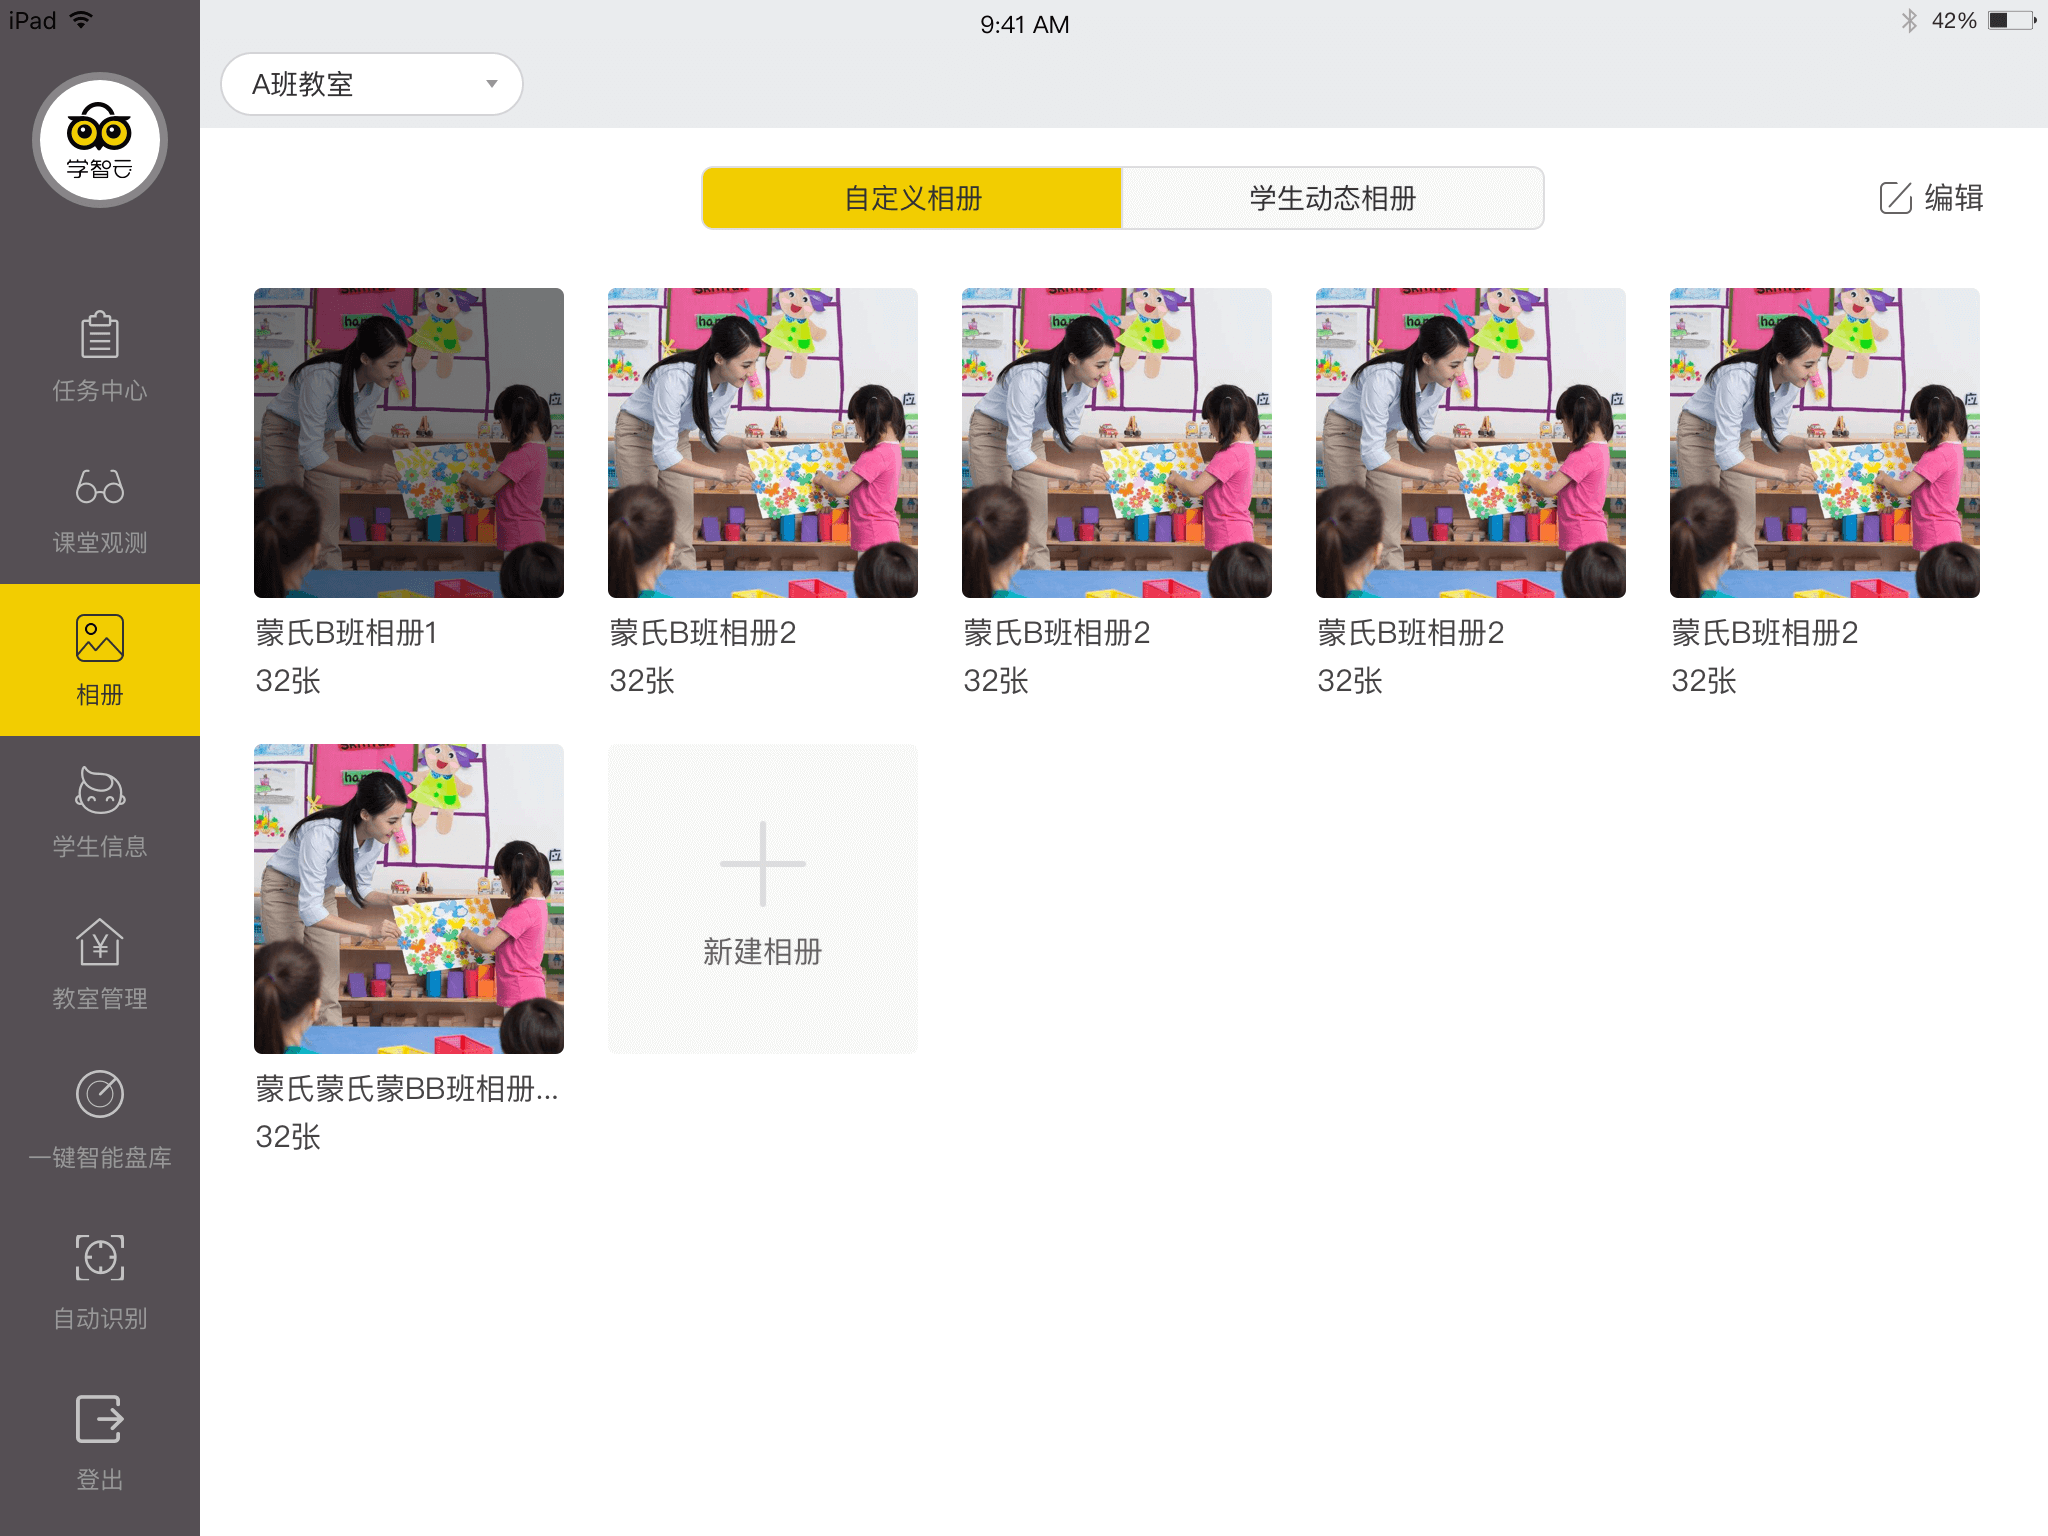 iPad
9:41 AM
42%
A班教室
学智云
自定义相册
学生动态相册
编辑
任务中心
课堂观测
相册
学生信息
教室管理
一键智能盘库
自动识别
登出
蒙氏B班相册1
32张
蒙氏B班相册2
32张
蒙氏B班相册2
32张
蒙氏B班相册2
32张
蒙氏B班相册2
32张
蒙氏蒙氏蒙BB班相册...
32张
新建相册